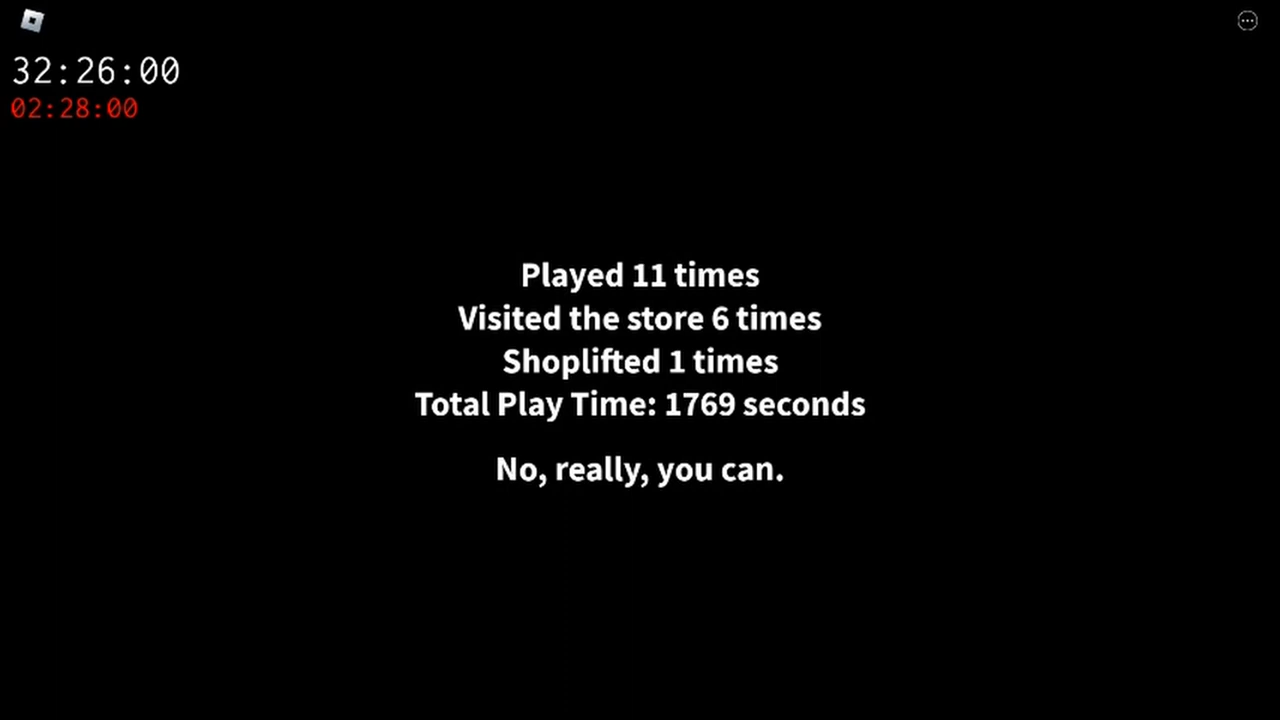 32:26:00
02:28:00
Played 11 times
Visited the store 6 times
Shoplifted 1 times
Total Play Time: 1769 seconds
No, really, you can.